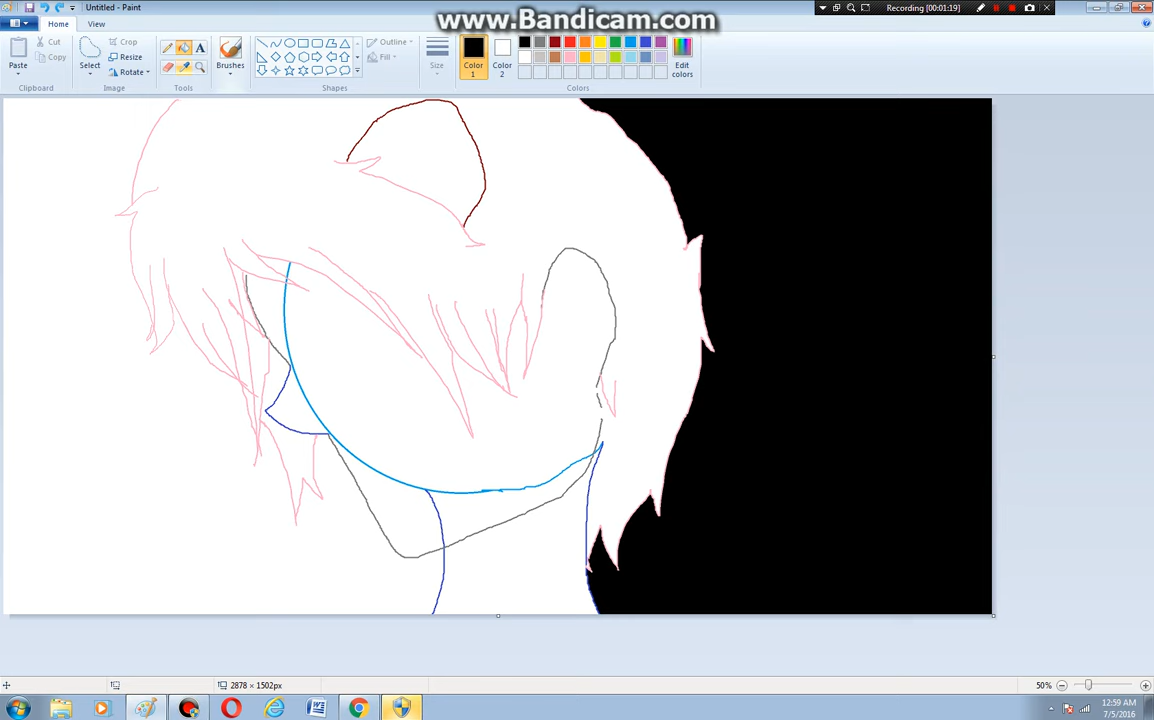 Untitled - Paint
www.Bandicam.com
Recording [00:01:19]
Home
View
Paste
Cut
Copy
Clipboard
Select
Crop
Resize
Rotate
Image
A
Tools
Brushes
Outline
Fill
Shapes
Size
Color
1
Color
2
Edit
colors
Colors
2878 × 1502px
50%
12:59 AM
7/5/2016